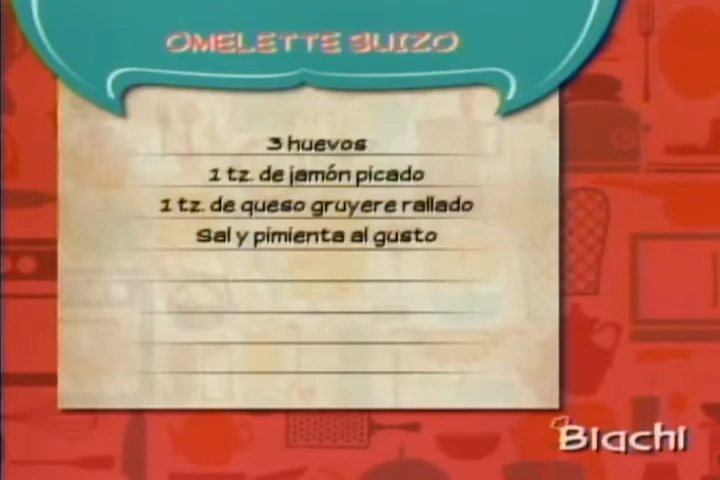 OMELETTE SUIZO
3 huevos
1 tz. de jamón picado
1 tz. de queso gruyere rallado
Sal y pimienta al gusto
Biachi